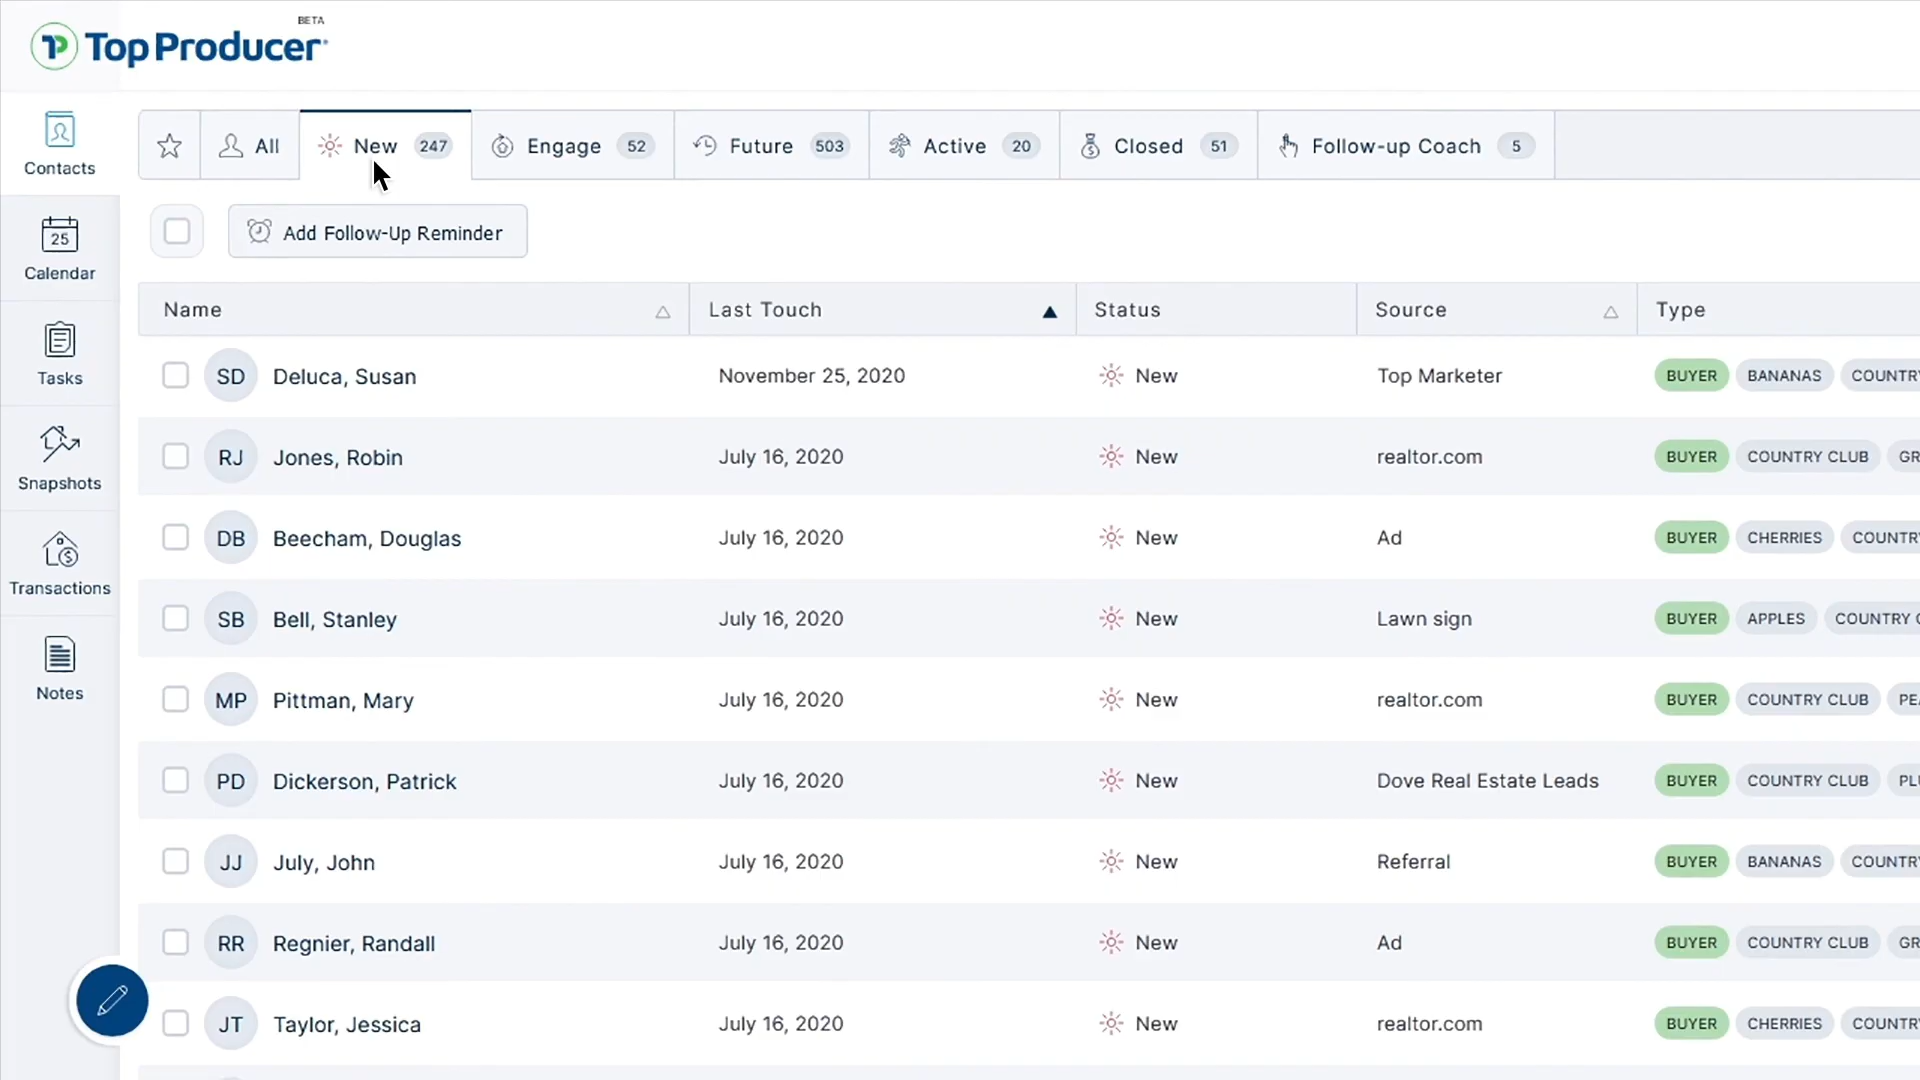 BETA
TP Top Producer
Contacts
25
Calendar
Tasks
Snapshots
Transactions
Notes
All New 247 Engage 52 Future 503 Active 20 Closed 51 Follow-up Coach 5
Add Follow-Up Reminder
Name Last Touch Status Source Type
SD Deluca, Susan November 25, 2020 New Top Marketer BUYER BANANAS COUNTRY
RJ Jones, Robin July 16, 2020 New realtor.com BUYER COUNTRY CLUB GR
DB Beecham, Douglas July 16, 2020 New Ad BUYER CHERRIES COUNTRY
SB Bell, Stanley July 16, 2020 New Lawn sign BUYER APPLES COUNTRY C
MP Pittman, Mary July 16, 2020 New realtor.com BUYER COUNTRY CLUB PEA
PD Dickerson, Patrick July 16, 2020 New Dove Real Estate Leads BUYER COUNTRY CLUB PLU
JJ July, John July 16, 2020 New Referral BUYER BANANAS COUNTRY
RR Regnier, Randall July 16, 2020 New Ad BUYER COUNTRY CLUB GR
JT Taylor, Jessica July 16, 2020 New realtor.com BUYER CHERRIES COUNTRY